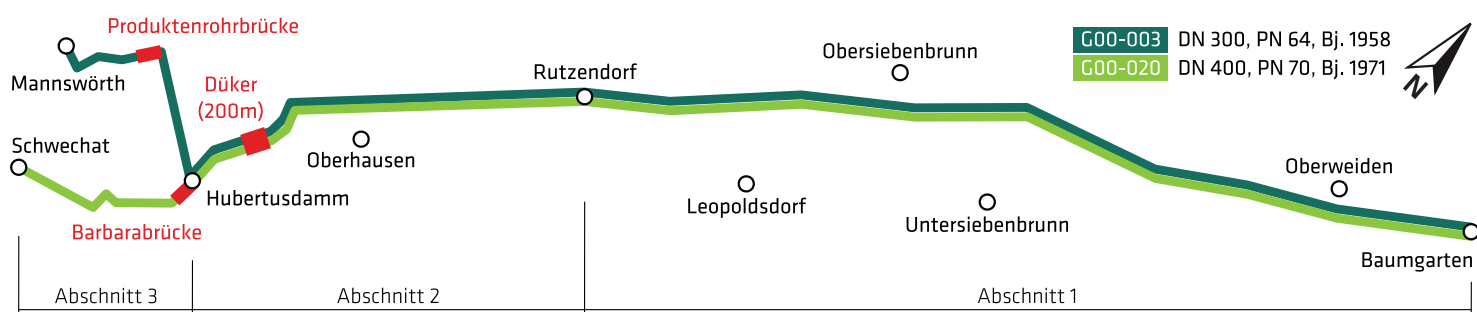 Produktenrohrbrücke
Mannswörth
Düker
(200m)
Schwechat
Hubertusdamm
Barbarabrücke
Oberhausen
Rutzendorf
Obersiebenbrunn
Leopoldsdorf
Untersiebenbrunn
Oberweiden
Baumgarten
G00-003 DN 300, PN 64, Bj. 1958
G00-020 DN 400, PN 70, Bj. 1971
N
Abschnitt 3
Abschnitt 2
Abschnitt 1